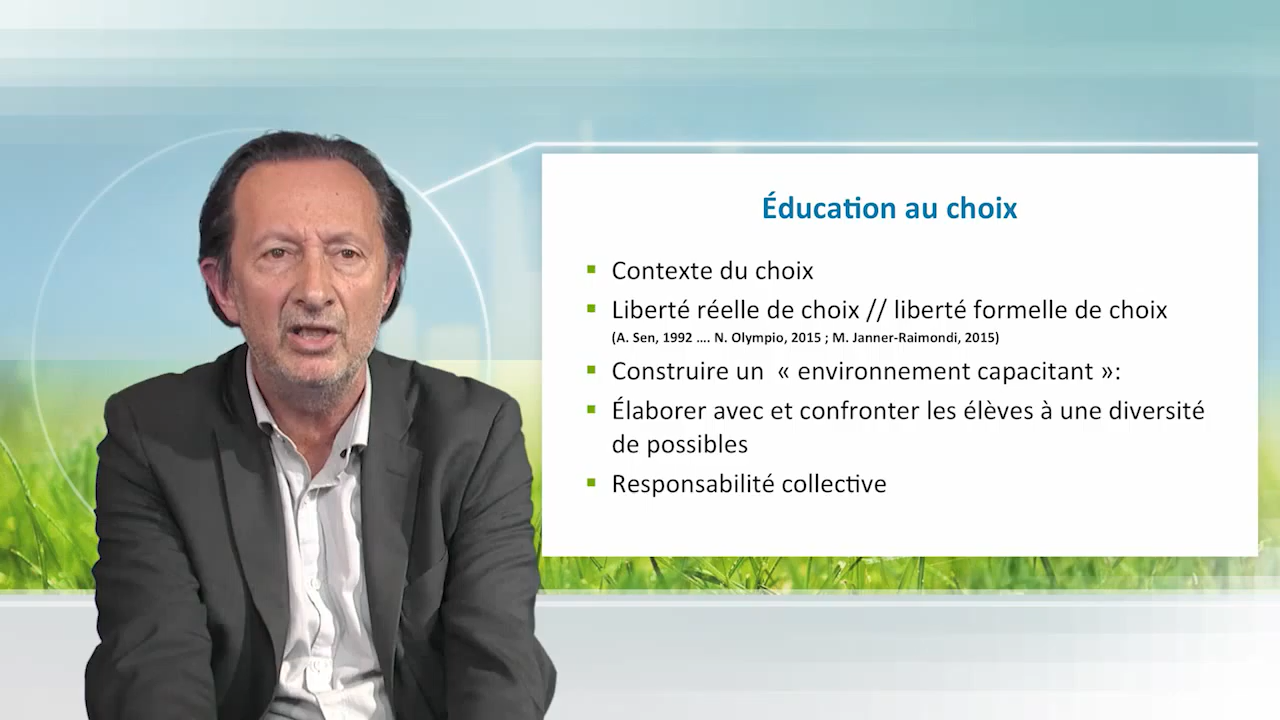 Éducation au choix
▪ Contexte du choix
▪ Liberté réelle de choix // liberté formelle de choix
(A. Sen, 1992 .... N. Olympio, 2015 ; M. Janner-Raimondi, 2015)
▪ Construire un « environnement capacitant »:
▪ Élaborer avec et confronter les élèves à une diversité
de possibles
▪ Responsabilité collective